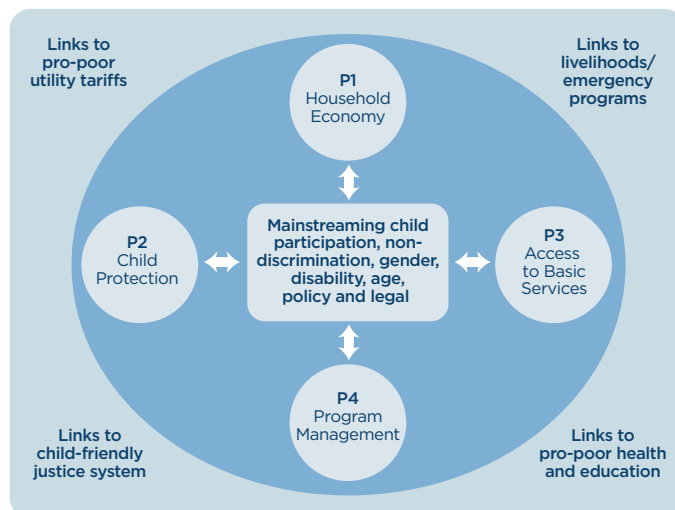 Links to
pro-poor
utility tariffs
Links to
livelihoods/
emergency
programs
P1
Household
Economy
P2
Child
Protection
Mainstreaming child
participation, non-
discrimination, gender,
disability, age,
policy and legal
P3
Access
to Basic
Services
P4
Program
Management
Links to
child-friendly
justice system
Links to
pro-poor health
and education